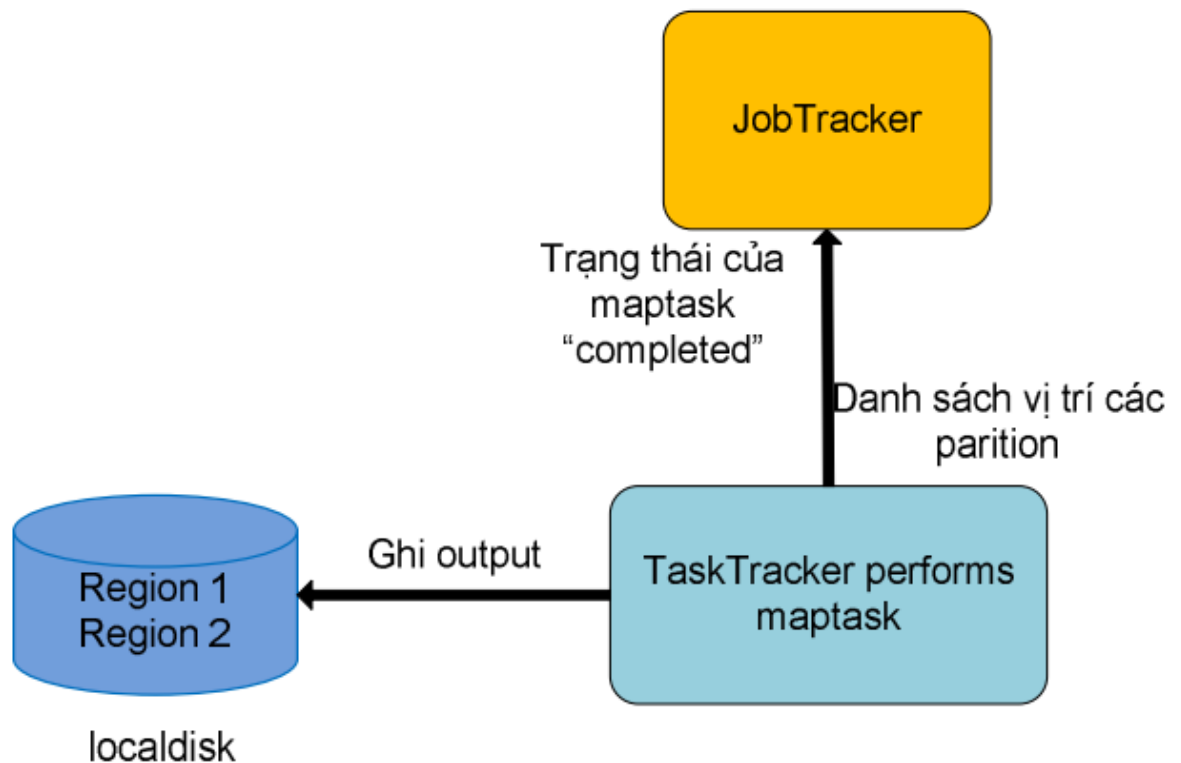 JobTracker
Trạng thái của
maptask
“completed”
Danh sách vị trí các
parition
Ghi output
TaskTracker performs
maptask
Region 1
Region 2
localdisk